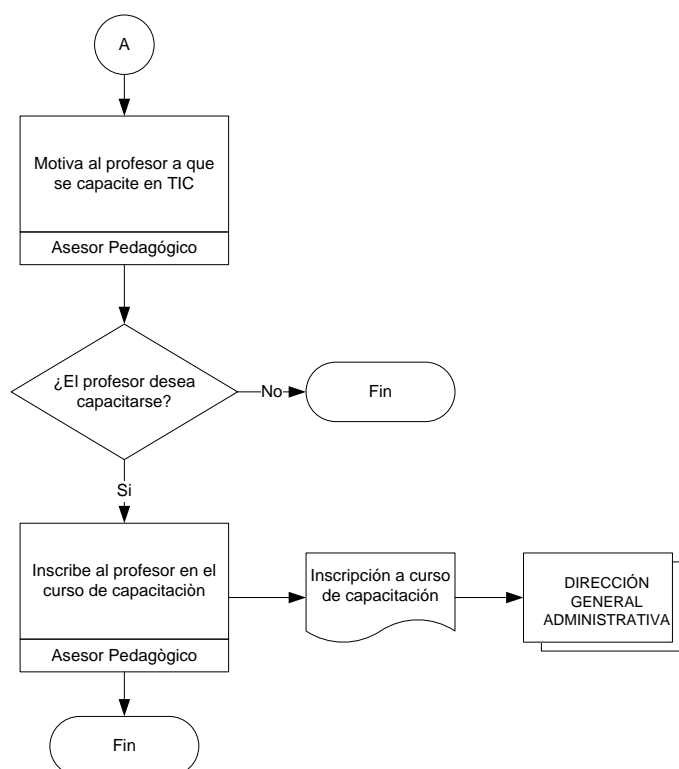 A
Motiva al profesor a que
se capacite en TIC
Asesor Pedagógico
¿El profesor desea
capacitarse?
No
Fin
Si
Inscribe al profesor en el
curso de capacitaciòn
Asesor Pedagògico
Inscripción a curso
de capacitación
DIRECCIÓN
GENERAL
ADMINISTRATIVA
Fin